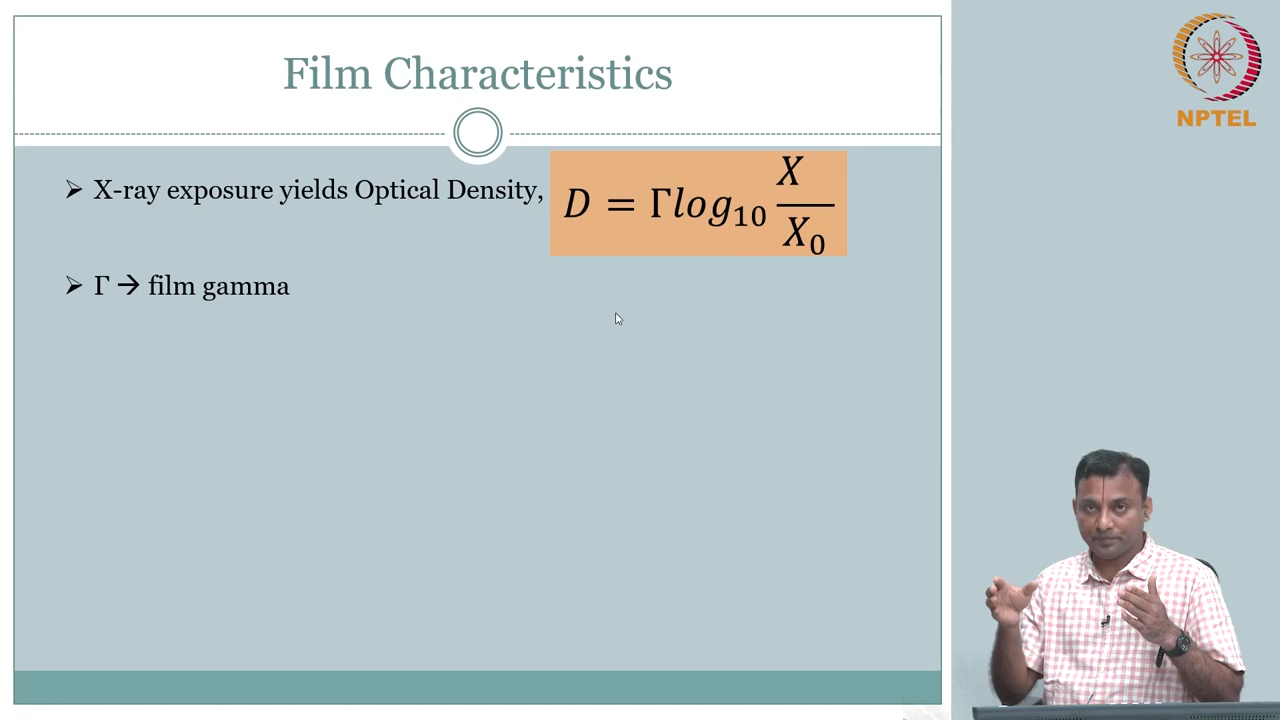 Film Characteristics
➢ X-ray exposure yields Optical Density, D = Γlog₁₀ X/X₀
➢ Γ → film gamma
NPTEL